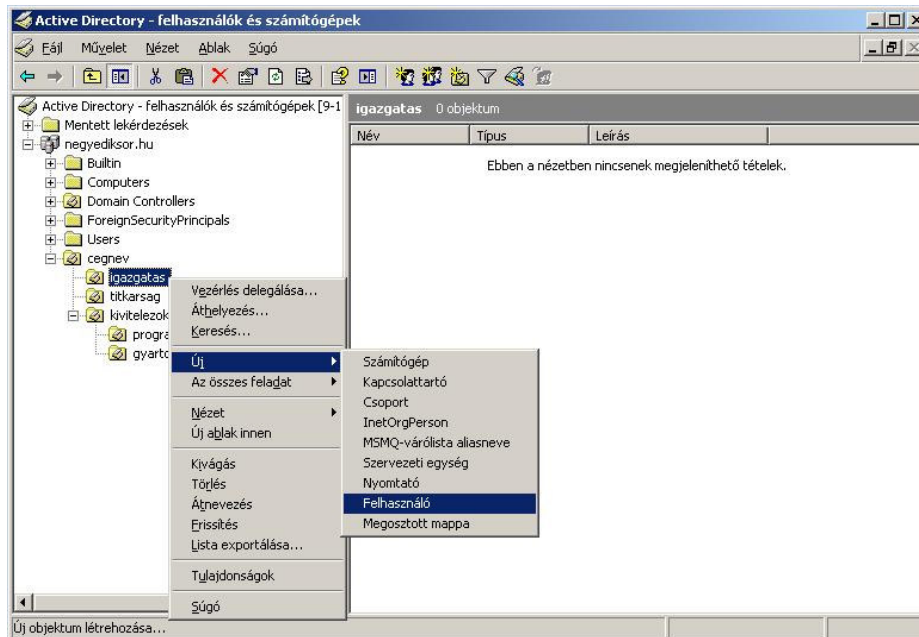 Active Directory - felhasználók és számítógépek
Fájl Művelet Nézet Ablak Súgó
Active Directory - felhasználók és számítógépek [9-1
Mentett lekérdezések
negyediksor.hu
Builtin
Computers
Domain Controllers
ForeignSecurityPrincipals
Users
cegnev
igazgatas
titkarsag
kivitelezok
progra
gyarto
igazgatas 0 objektum
Név Típus Leírás
Ebben a nézetben nincsenek megjeleníthető tételek.
Vezérlés delegálása...
Áthelyezés...
Keresés...
Új
Az összes feladat
Nézet
Új ablak innen
Kivágás
Törlés
Átnevezés
Frissítés
Lista exportálása...
Tulajdonságok
Súgó
Számítógép
Kapcsolattartó
Csoport
InetOrgPerson
MSMQ-várólista aliasneve
Szervezeti egység
Nyomtató
Felhasználó
Megosztott mappa
Új objektum létrehozása...